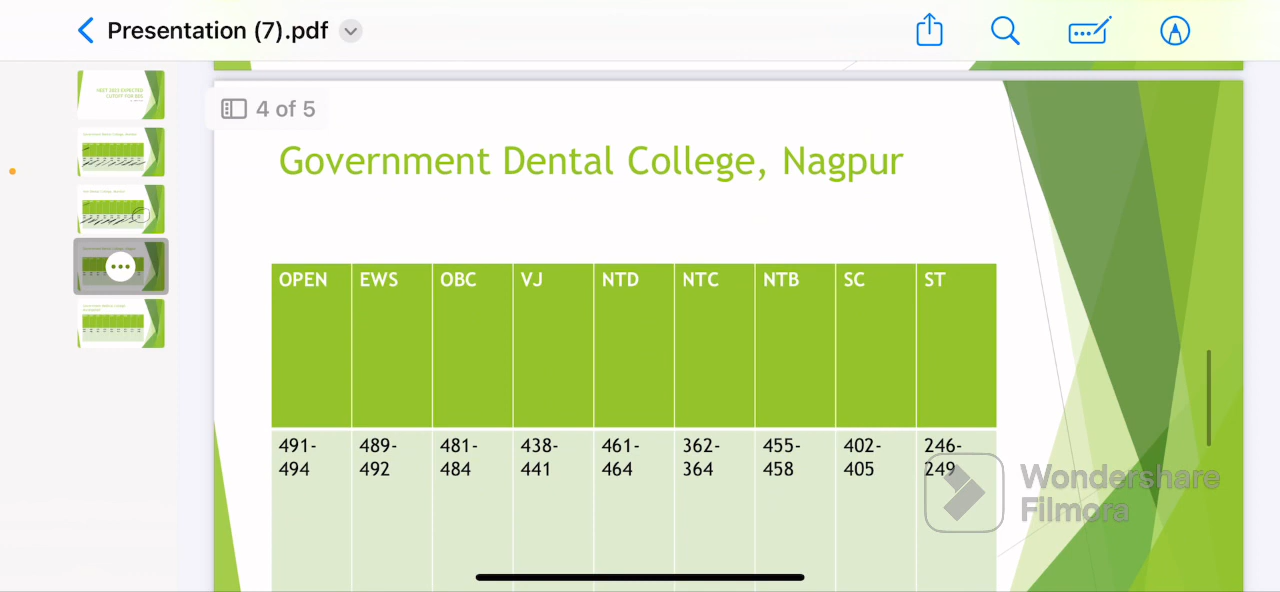 Presentation (7).pdf
4 of 5
Government Dental College, Nagpur
OPEN EWS OBC VJ NTD NTC NTB SC ST
491- 489- 481- 438- 461- 362- 455- 402- 246-
494 492 484 441 464 364 458 405 249
Wondershare
Filmora